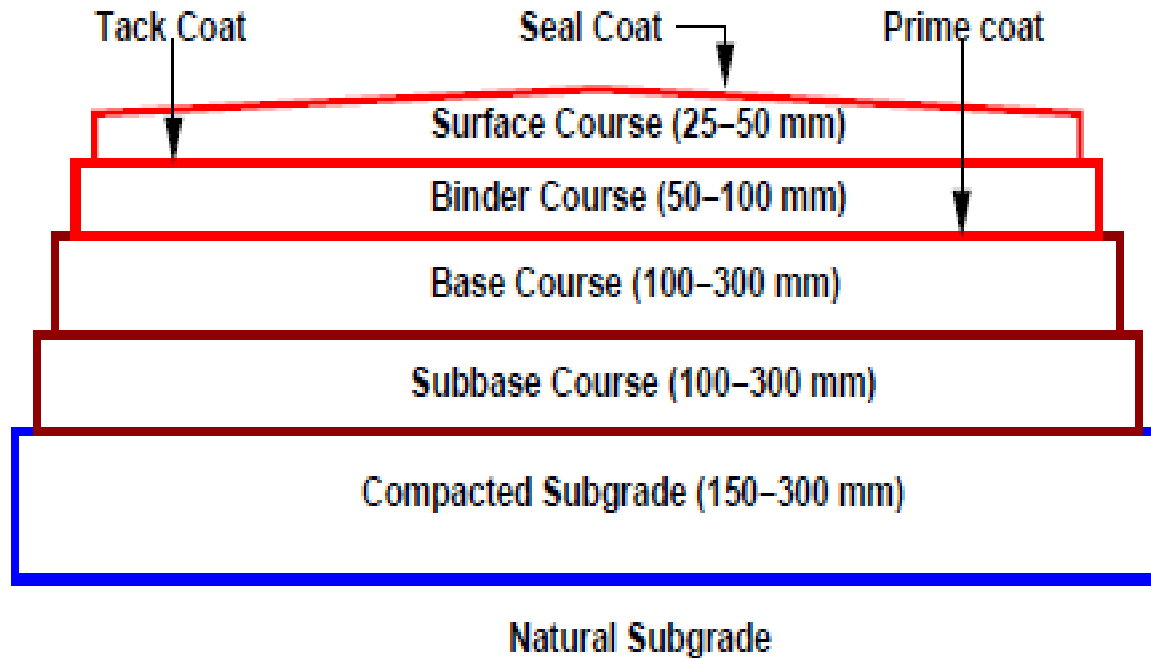 Tack Coat
Seal Coat
Prime coat
Surface Course (25–50 mm)
Binder Course (50–100 mm)
Base Course (100–300 mm)
Subbase Course (100–300 mm)
Compacted Subgrade (150–300 mm)
Natural Subgrade